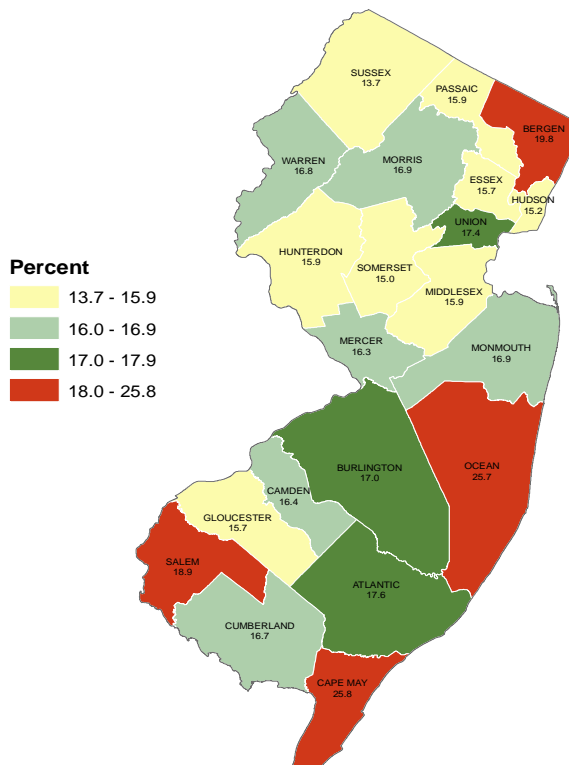 SUSSEX
13.7
PASSAIC
15.9
BERGEN
19.8
WARREN
16.8
MORRIS
16.9
ESSEX
15.7
HUDSON
15.2
UNION
17.4
HUNTERDON
15.9
SOMERSET
15.0
MIDDLESEX
15.9
Percent
13.7 - 15.9
16.0 - 16.9
17.0 - 17.9
18.0 - 25.8
MERCER
16.3
MONMOUTH
16.9
BURLINGTON
17.0
OCEAN
25.7
CAMDEN
16.4
GLOUCESTER
15.7
SALEM
18.9
ATLANTIC
17.6
CUMBERLAND
16.7
CAPE MAY
25.8